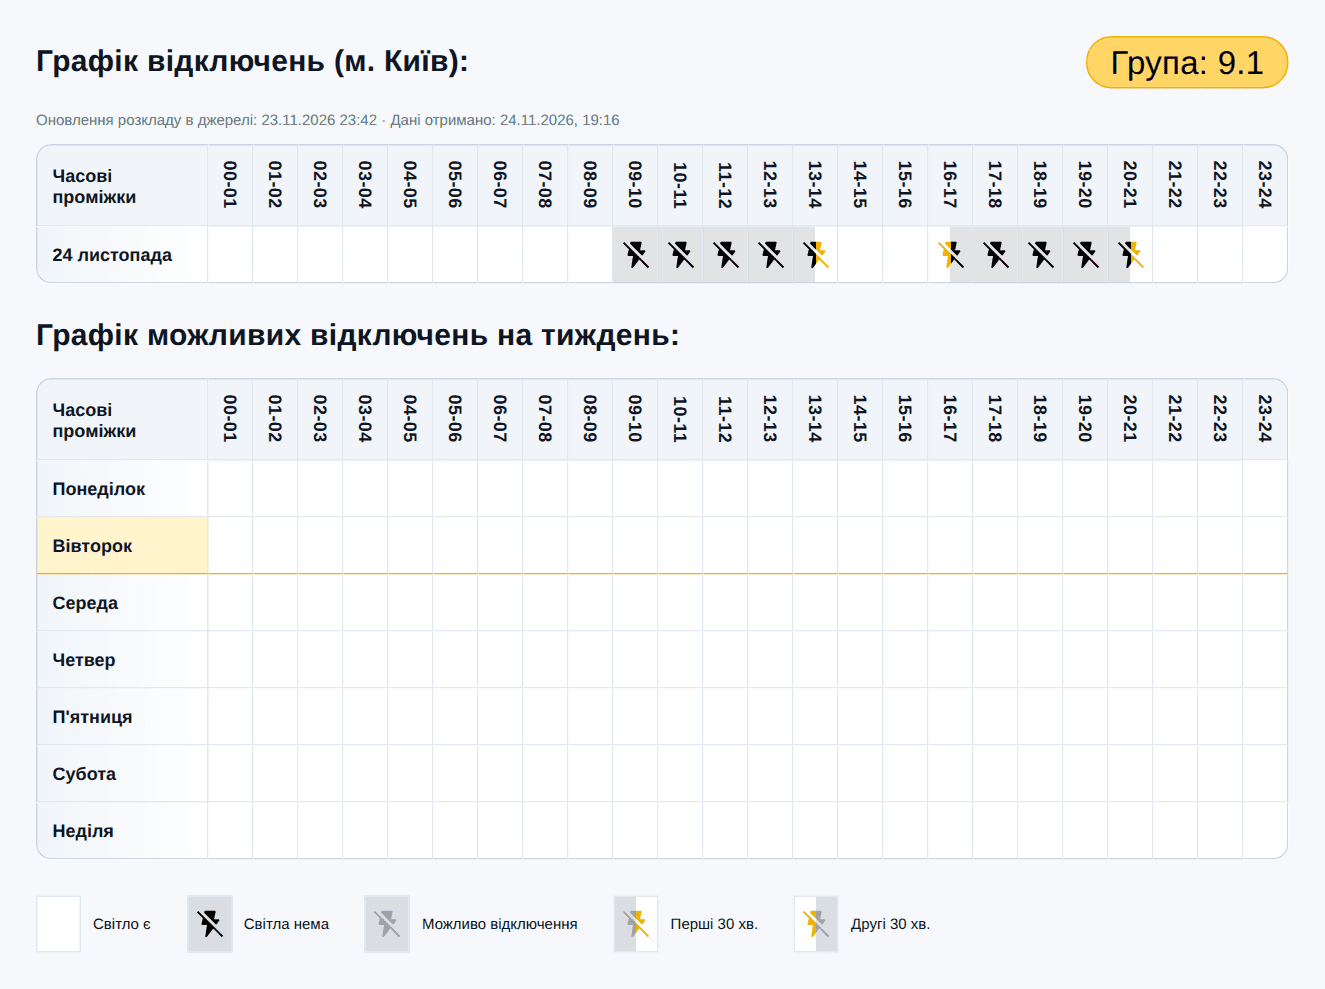 Графік відключень (м. Київ):
Група: 9.1
Оновлення розкладу в джерелі: 23.11.2026 23:42 · Дані отримано: 24.11.2026, 19:16
Часові проміжки 00-01 01-02 02-03 03-04 04-05 05-06 06-07 07-08 08-09 09-10 10-11 11-12 12-13 13-14 14-15 15-16 16-17 17-18 18-19 19-20 20-21 21-22 22-23 23-24
24 листопада
Графік можливих відключень на тиждень:
Часові проміжки 00-01 01-02 02-03 03-04 04-05 05-06 06-07 07-08 08-09 09-10 10-11 11-12 12-13 13-14 14-15 15-16 16-17 17-18 18-19 19-20 20-21 21-22 22-23 23-24
Понеділок
Вівторок
Середа
Четвер
П'ятниця
Субота
Неділя
Світло є Світла нема Можливо відключення Перші 30 хв. Другі 30 хв.